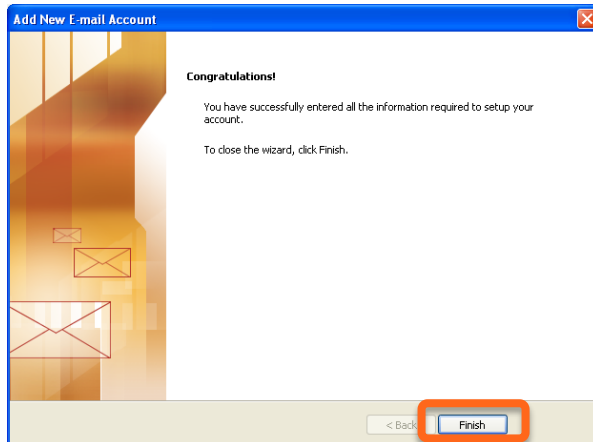 Add New E-mail Account
Congratulations!
You have successfully entered all the information required to setup your
account.
To close the wizard, click Finish.
< Back
Finish